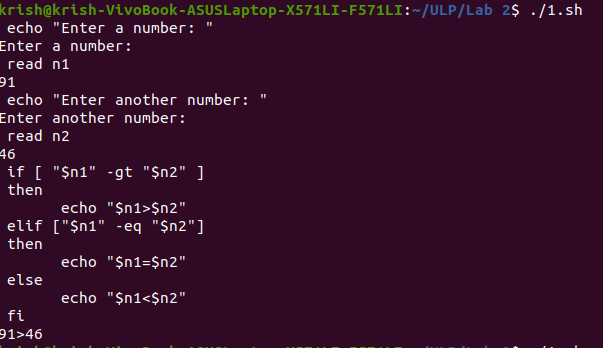 krish@krish-VivoBook-ASUSLaptop-X571LI-F571LI:~/ULP/Lab 2$ ./1.sh
echo "Enter a number: "
Enter a number:
read n1
91
echo "Enter another number: "
Enter another number:
read n2
46
if [ "$n1" -gt "$n2" ]
then
echo "$n1>$n2"
elif ["$n1" -eq "$n2"]
then
echo "$n1=$n2"
else
echo "$n1<$n2"
fi
91>46